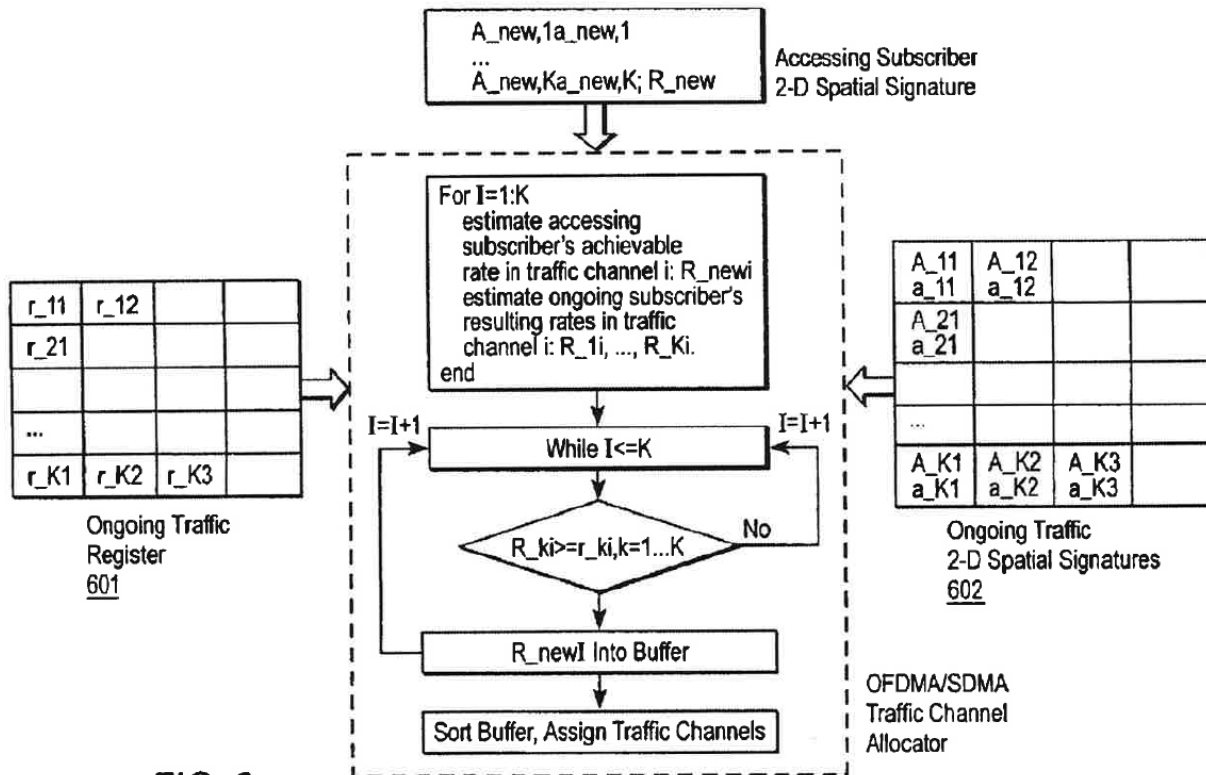 A_new,1a_new,1
...
A_new,Ka_new,K; R_new
Accessing Subscriber
2-D Spatial Signature
For I=1:K
estimate accessing
subscriber's achievable
rate in traffic channel i: R_newi
estimate ongoing subscriber's
resulting rates in traffic
channel i: R_1i, ..., R_Ki.
end
r_11 r_12
r_21
...
r_K1 r_K2 r_K3
Ongoing Traffic
Register
601
A_11 A_12
a_11 a_12
A_21
a_21
...
A_K1 A_K2 A_K3
a_K1 a_K2 a_K3
Ongoing Traffic
2-D Spatial Signatures
602
I=I+1
While I<=K
I=I+1
R_ki>=r_ki,k=1...K
No
R_newI Into Buffer
Sort Buffer, Assign Traffic Channels
OFDMA/SDMA
Traffic Channel
Allocator